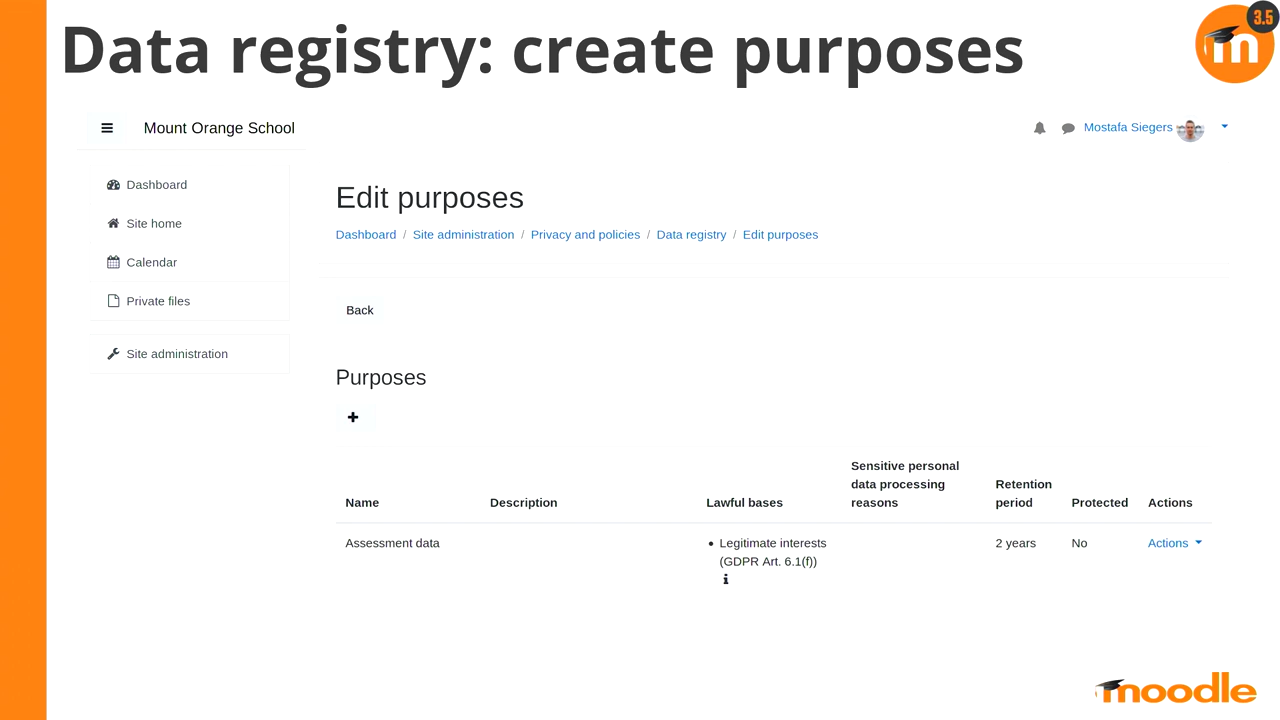 Data registry: create purposes
3.5
m
Mount Orange School
Mostafa Siegers
Dashboard
Site home
Calendar
Private files
Site administration
Edit purposes
Dashboard / Site administration / Privacy and policies / Data registry / Edit purposes
Back
Purposes
Name Description Lawful bases Sensitive personal data processing reasons Retention period Protected Actions
Assessment data • Legitimate interests 2 years No Actions
(GDPR Art. 6.1(f))
moodle